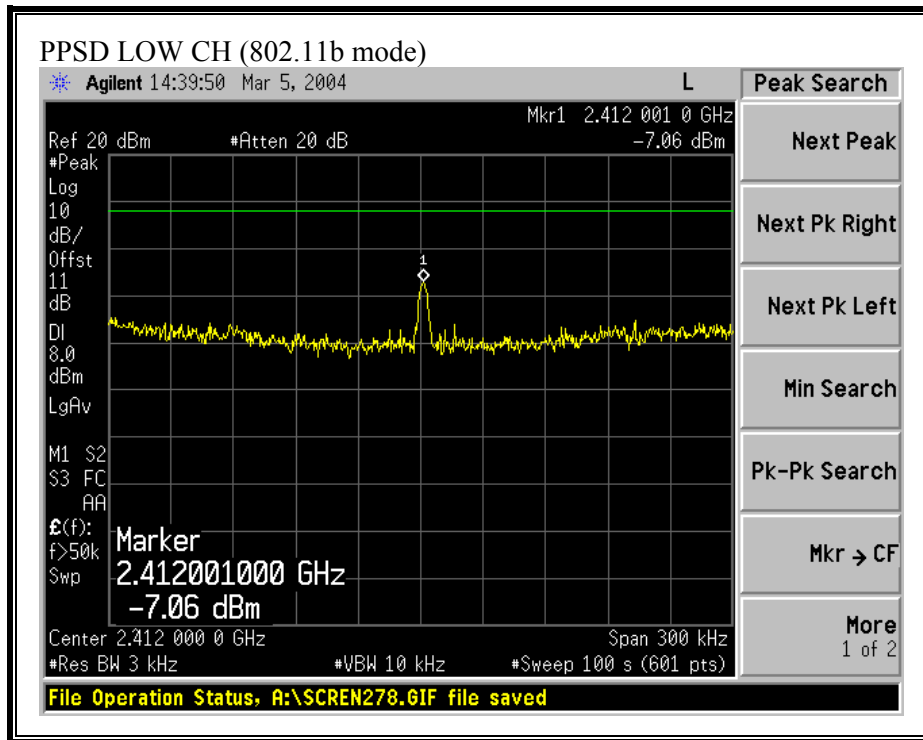 PPSD LOW CH (802.11b mode)
Agilent 14:39:50 Mar 5, 2004 L
Peak Search
Mkr1 2.412 001 0 GHz
Ref 20 dBm #Atten 20 dB -7.06 dBm
#Peak
Log
10
dB/
Offst
11
dB
DI
8.0
dBm
LgAv
M1 S2
S3 FC
AA
£(f):
f>50k
Swp
1
Marker
2.412001000 GHz
-7.06 dBm
Center 2.412 000 0 GHz Span 300 kHz
#Res BW 3 kHz #VBW 10 kHz #Sweep 100 s (601 pts)
File Operation Status, A:\SCREN278.GIF file saved
Next Peak
Next Pk Right
Next Pk Left
Min Search
Pk-Pk Search
Mkr → CF
More
1 of 2